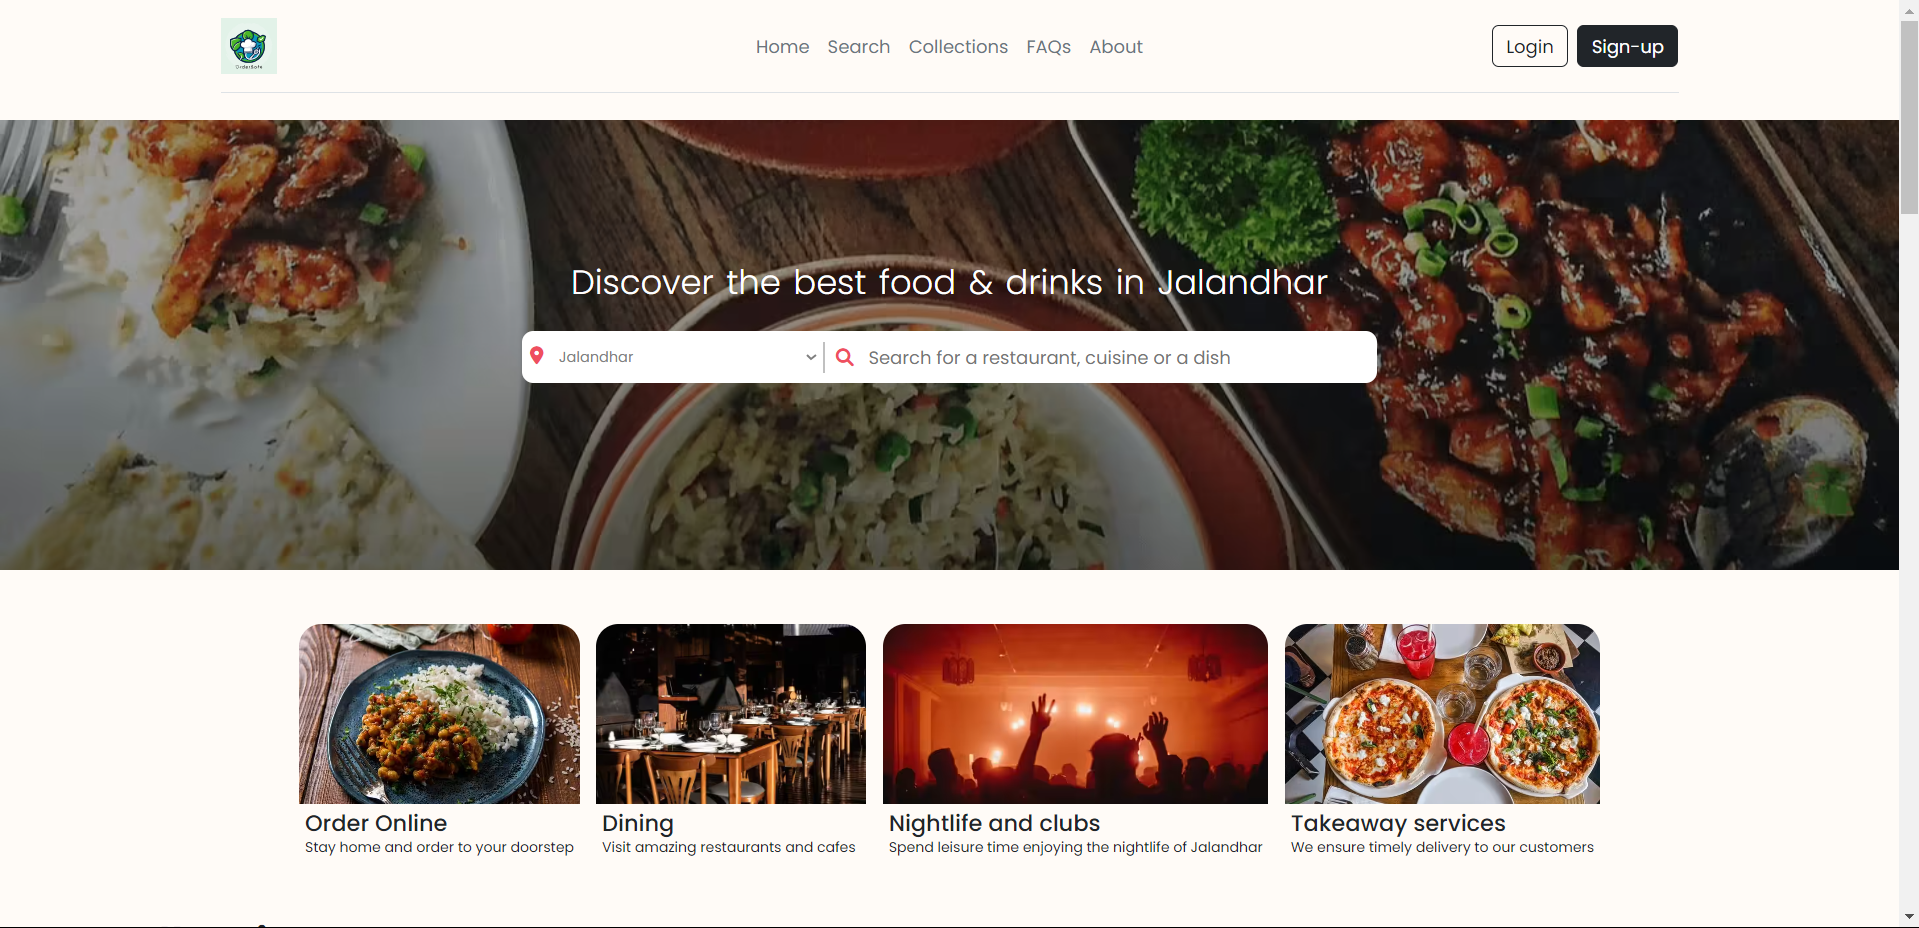 OrderSafe
Home Search Collections FAQs About
Login Sign-up
Discover the best food & drinks in Jalandhar
Jalandhar
Search for a restaurant, cuisine or a dish
Order Online
Stay home and order to your doorstep
Dining
Visit amazing restaurants and cafes
Nightlife and clubs
Spend leisure time enjoying the nightlife of Jalandhar
Takeaway services
We ensure timely delivery to our customers